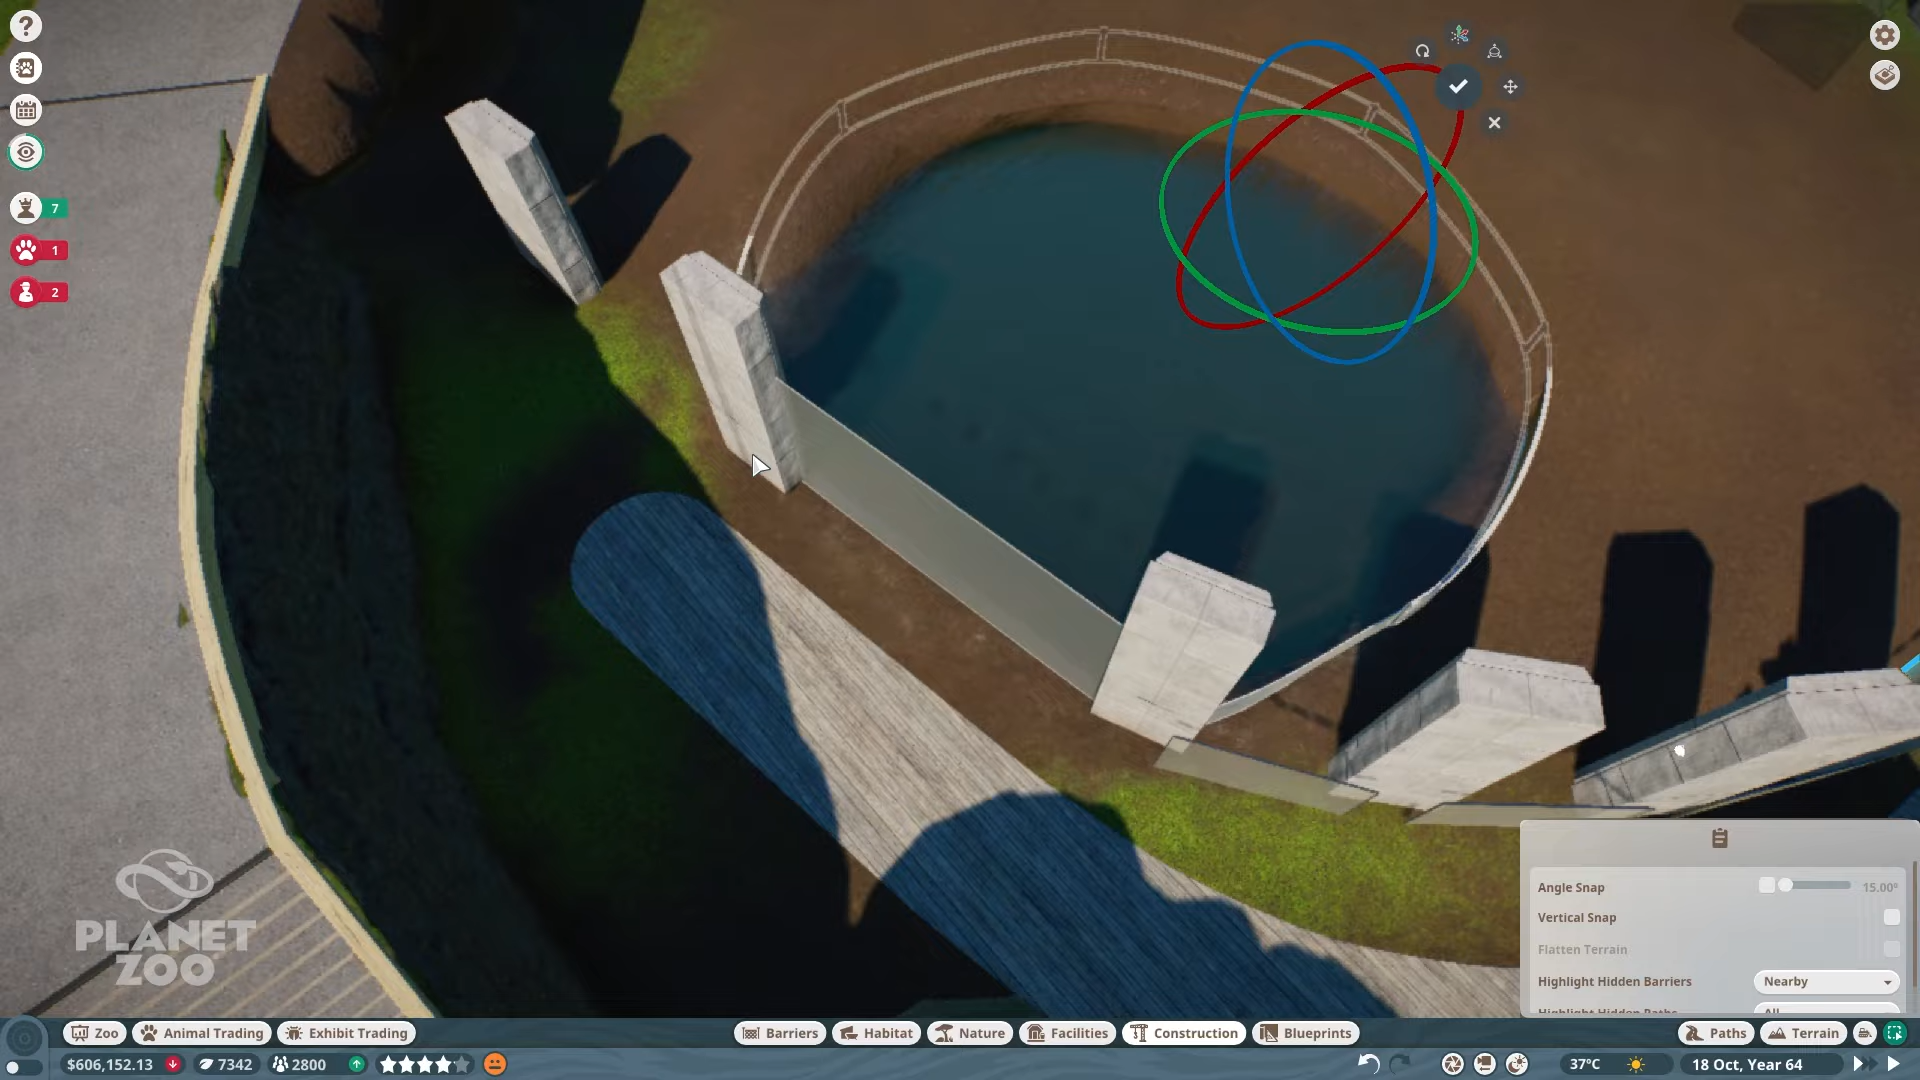 ?
7
1
2
PLANET
ZOO
Angle Snap
15.00°
Vertical Snap
Flatten Terrain
Highlight Hidden Barriers
Nearby
Zoo
Animal Trading
Exhibit Trading
Barriers
Habitat
Nature
Facilities
Construction
Blueprints
Paths
Terrain
$606,152.13
7342
2800
37°C
18 Oct, Year 64